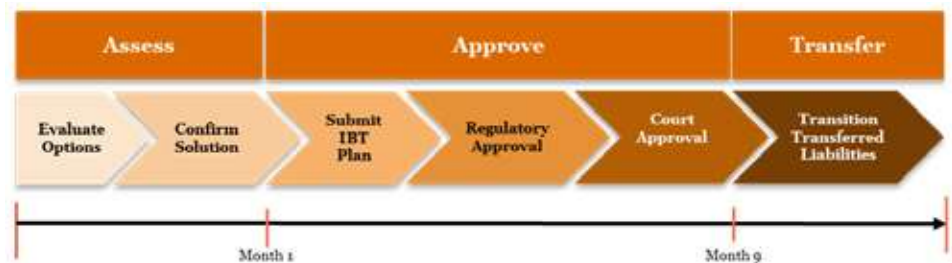 Assess
Approve
Transfer
Evaluate
Options
Confirm
Solution
Submit
IBT
Plan
Regulatory
Approval
Court
Approval
Transition
Transferred
Liabilities
Month 1
Month 9